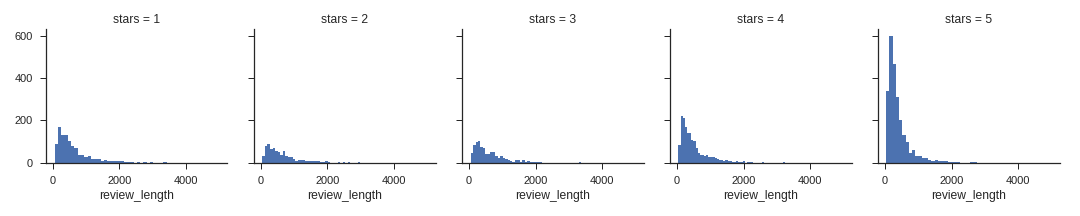 stars = 1
stars = 2
stars = 3
stars = 4
stars = 5
600
400
200
0
0 2000 4000
0 2000 4000
0 2000 4000
0 2000 4000
0 2000 4000
review_length
review_length
review_length
review_length
review_length